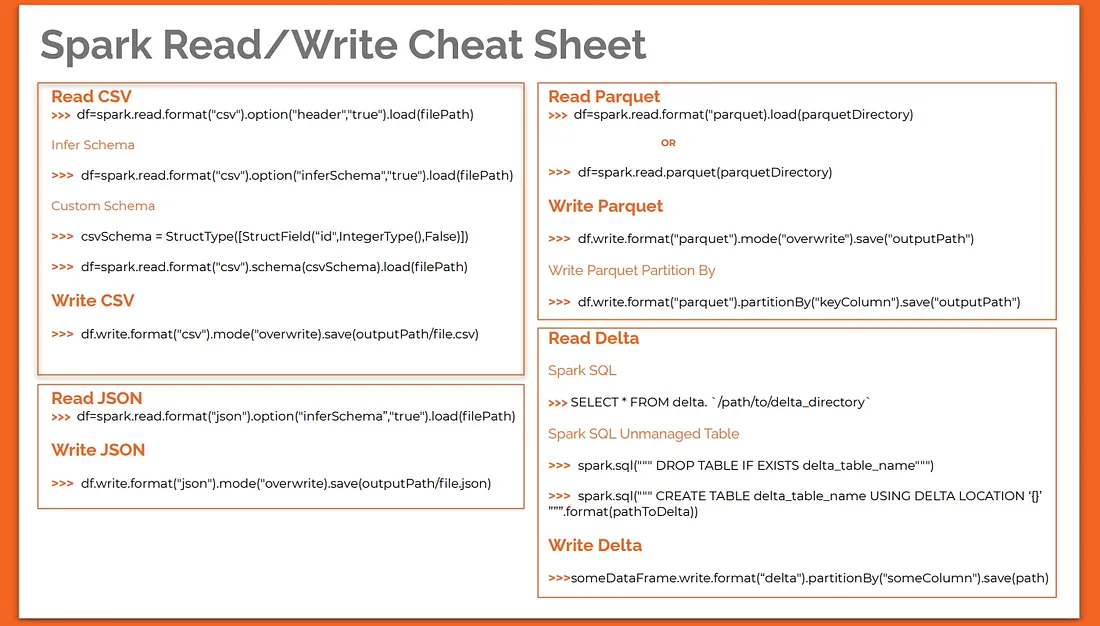 Spark Read/Write Cheat Sheet
Read CSV
>>> df=spark.read.format("csv").option("header","true").load(filePath)
Infer Schema
>>> df=spark.read.format("csv").option("inferSchema","true").load(filePath)
Custom Schema
>>> csvSchema = StructType([StructField(“id",IntegerType(),False)])
>>> df=spark.read.format("csv").schema(csvSchema).load(filePath)
Write CSV
>>> df.write.format("csv").mode("overwrite).save(outputPath/file.csv)
Read JSON
>>> df=spark.read.format("json").option("inferSchema”,"true").load(filePath)
Write JSON
>>> df.write.format("json").mode("overwrite).save(outputPath/file.json)
Read Parquet
>>> df=spark.read.format("parquet).load(parquetDirectory)
OR
>>> df=spark.read.parquet(parquetDirectory)
Write Parquet
>>> df.write.format("parquet").mode("overwrite").save("outputPath")
Write Parquet Partition By
>>> df.write.format("parquet").partitionBy("keyColumn").save("outputPath")
Read Delta
Spark SQL
>>> SELECT * FROM delta. `/path/to/delta_directory`
Spark SQL Unmanaged Table
>>> spark.sql(""" DROP TABLE IF EXISTS delta_table_name""")
>>> spark.sql(""" CREATE TABLE delta_table_name USING DELTA LOCATION ‘{}’
”””.format(pathToDelta))
Write Delta
>>>someDataFrame.write.format(“delta").partitionBy("someColumn").save(path)